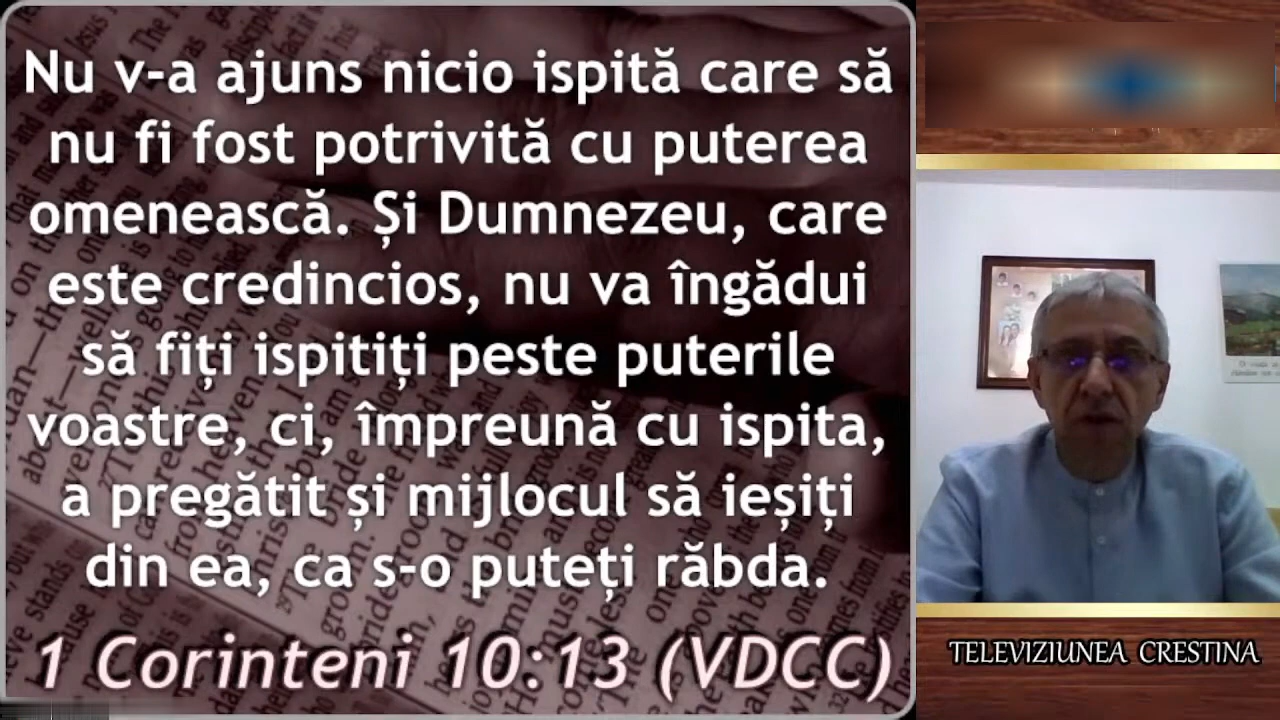 Nu v-a ajuns nicio ispită care să
nu fi fost potrivită cu puterea
omenească. Și Dumnezeu, care
este credincios, nu va îngădui
să fiți ispitiți peste puterile
voastre, ci, împreună cu ispita,
a pregătit și mijlocul să ieșiți
din ea, ca s-o puteți răbda.
1 Corinteni 10:13 (VDCC)
TELEVIZIUNEA CRESTINA